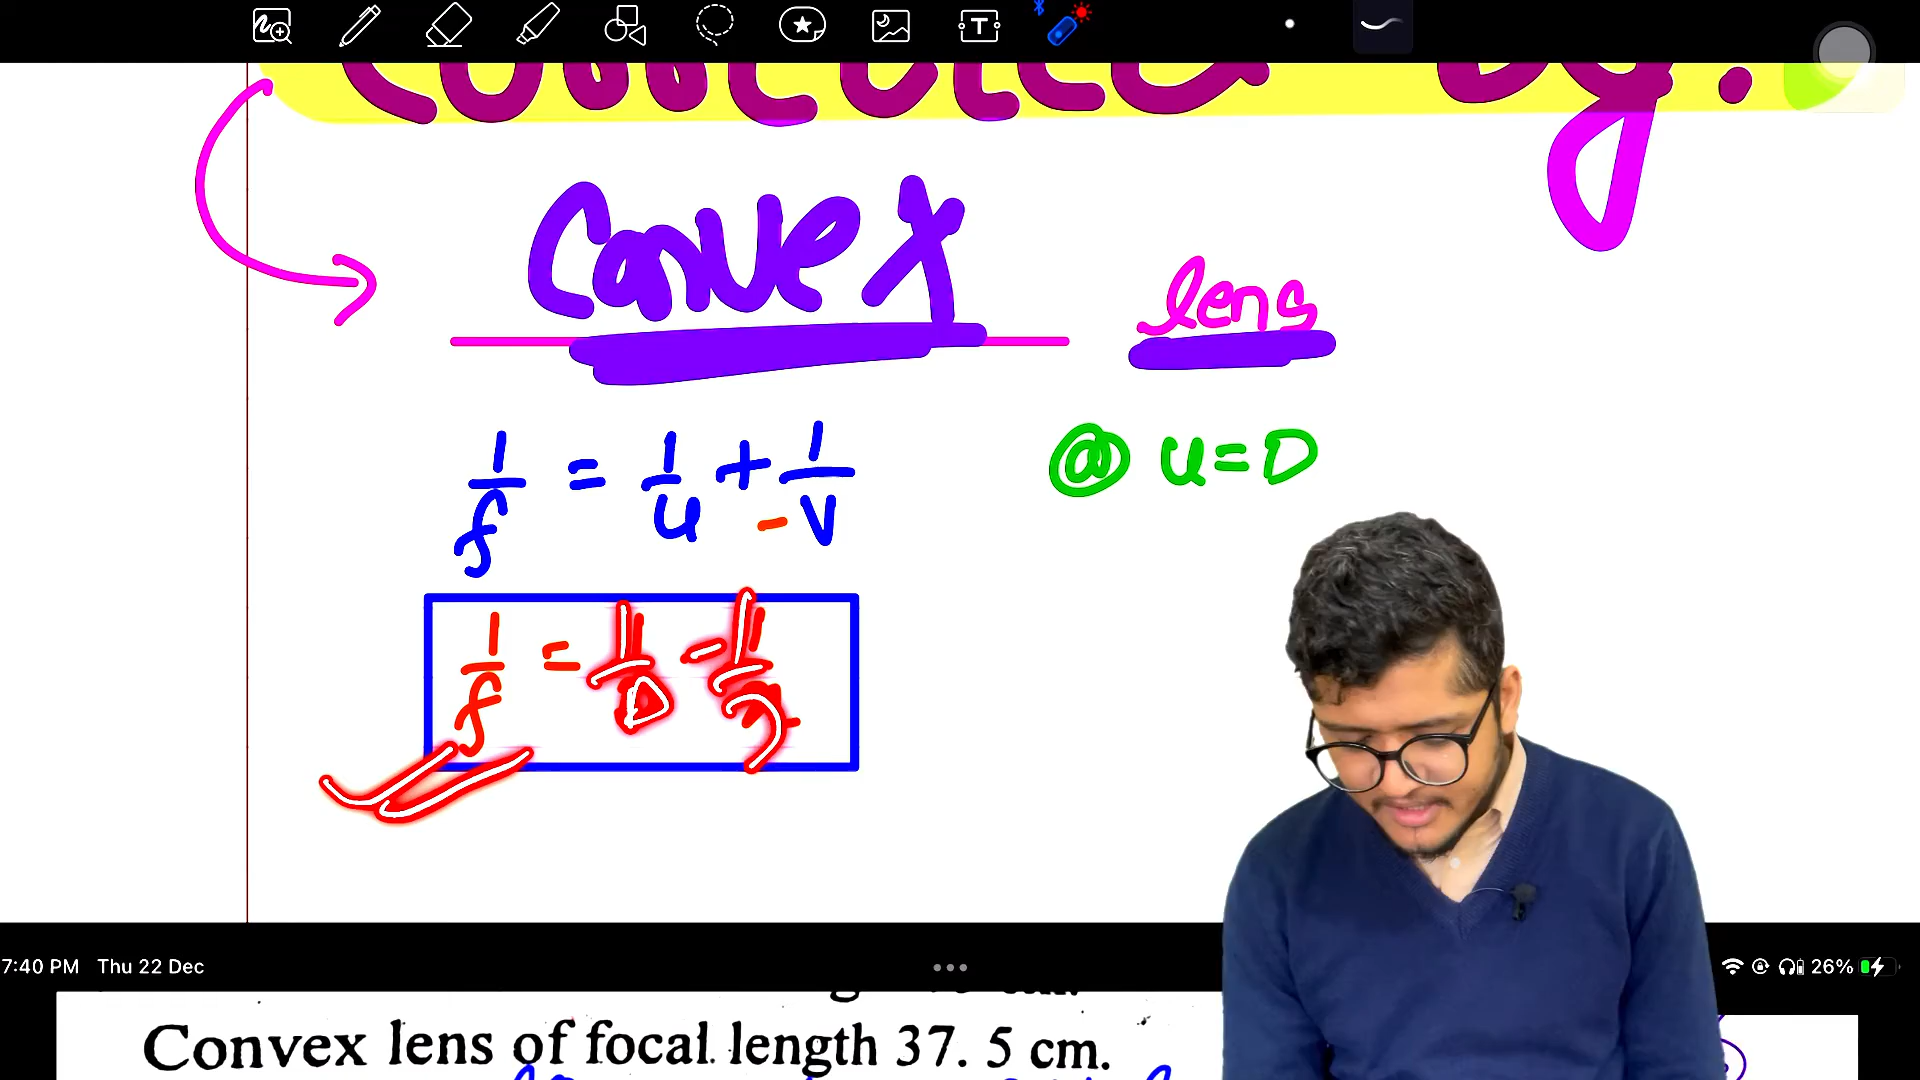 by.
Convex lens
1/f = 1/u + 1/-v @ u = D
1/f = 1/D - 1/x
7:40 PM Thu 22 Dec 26%
Convex lens of focal length 37. 5 cm.